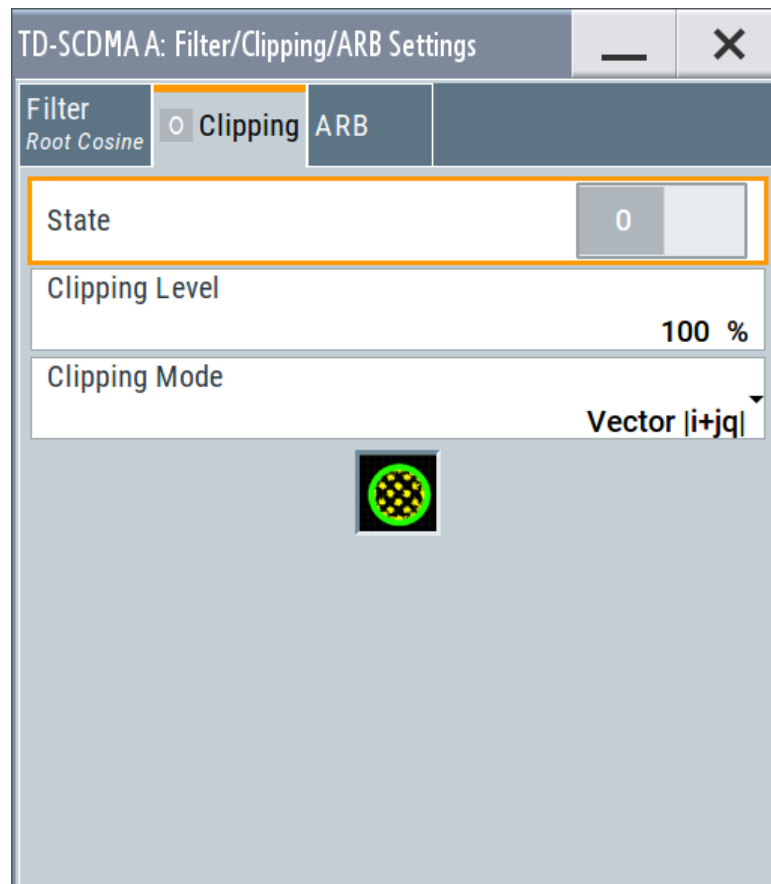 TD-SCDMA A: Filter/Clipping/ARB Settings
Filter
Root Cosine
O Clipping
ARB
State
0
Clipping Level
100 %
Clipping Mode
Vector |i+jq|